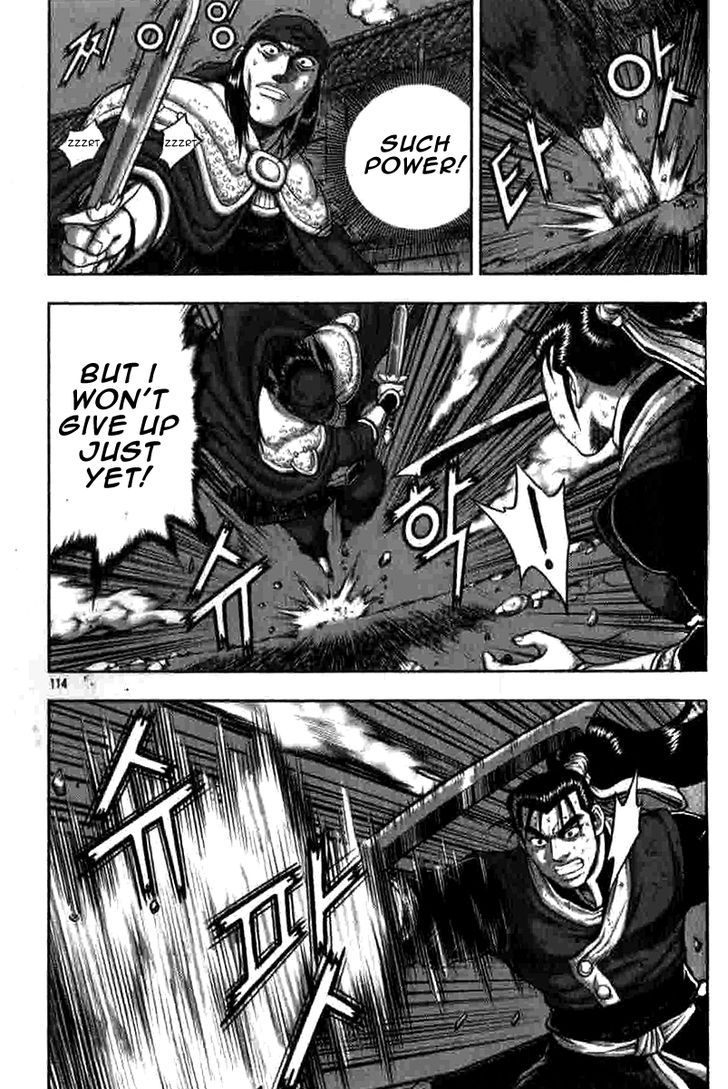 찌이잉
ZZZRT
ZZZRT
SUCH
POWER!
타
악
BUT I
WON'T
GIVE UP
JUST
YET!
슈
학
!
114
슈
파